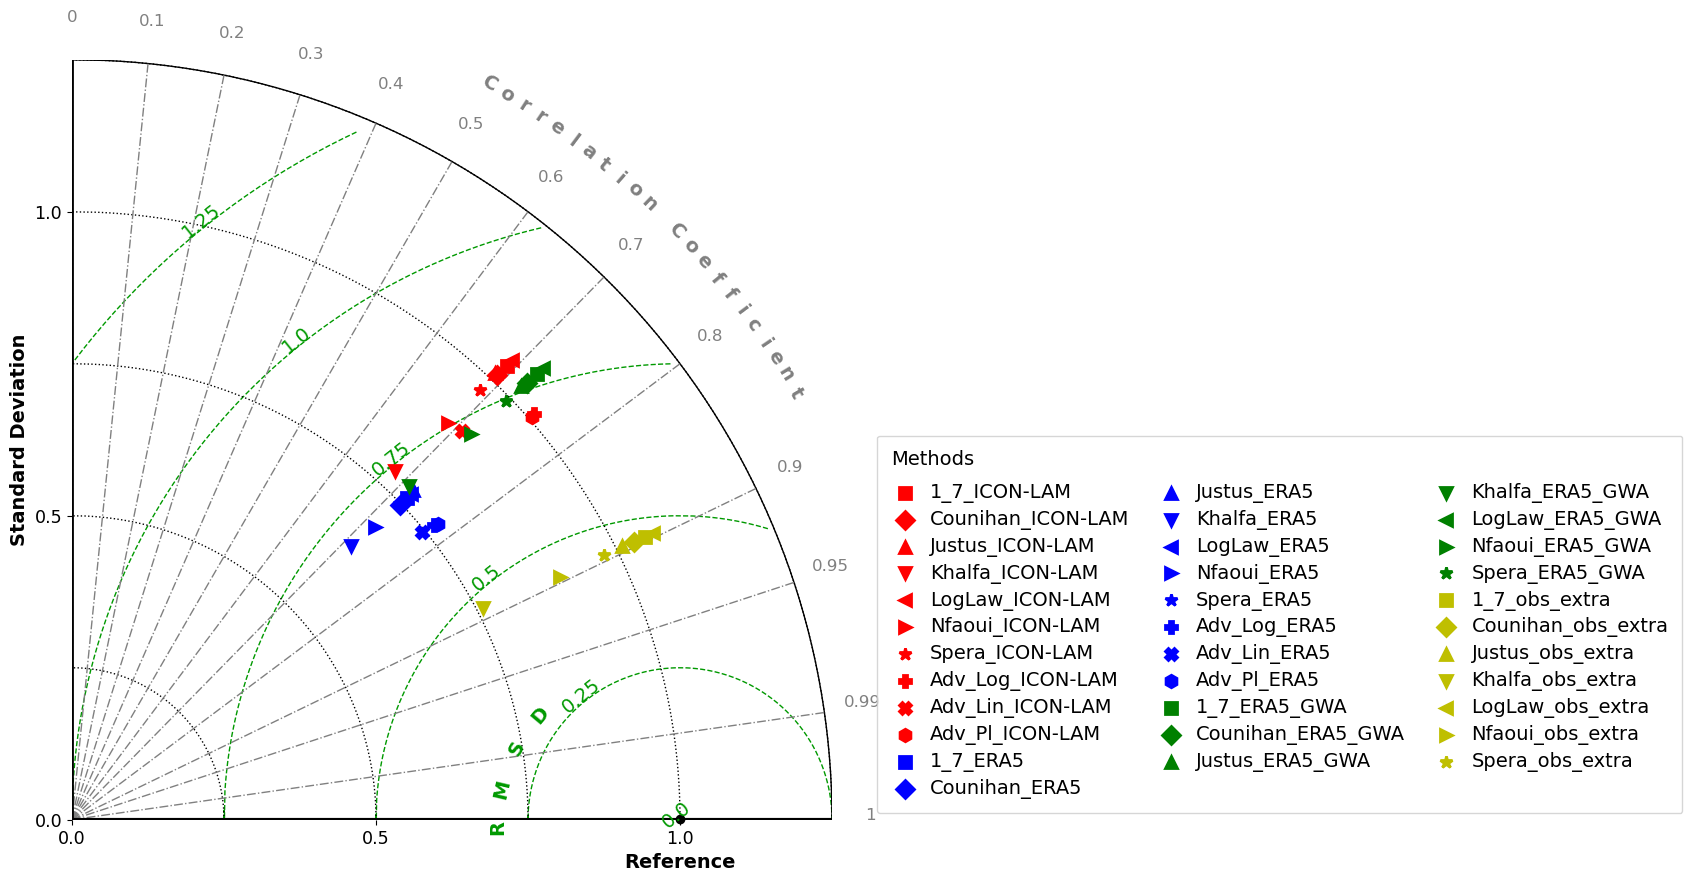 0
0.1
0.2
0.3
0.4
0.5
0.6
0.7
0.8
0.9
0.95
0.99
1
Correlation Coefficient
Standard Deviation
1.0
0.5
0.0
0.0
0.5
1.0
Reference
1.25
1.0
0.75
0.5
0.25
0.0
RMSD
Methods
1_7_ICON-LAM
Counihan_ICON-LAM
Justus_ICON-LAM
Khalfa_ICON-LAM
LogLaw_ICON-LAM
Nfaoui_ICON-LAM
Spera_ICON-LAM
Adv_Log_ICON-LAM
Adv_Lin_ICON-LAM
Adv_Pl_ICON-LAM
1_7_ERA5
Counihan_ERA5
Justus_ERA5
Khalfa_ERA5
LogLaw_ERA5
Nfaoui_ERA5
Spera_ERA5
Adv_Log_ERA5
Adv_Lin_ERA5
Adv_Pl_ERA5
1_7_ERA5_GWA
Counihan_ERA5_GWA
Justus_ERA5_GWA
Khalfa_ERA5_GWA
LogLaw_ERA5_GWA
Nfaoui_ERA5_GWA
Spera_ERA5_GWA
1_7_obs_extra
Counihan_obs_extra
Justus_obs_extra
Khalfa_obs_extra
LogLaw_obs_extra
Nfaoui_obs_extra
Spera_obs_extra